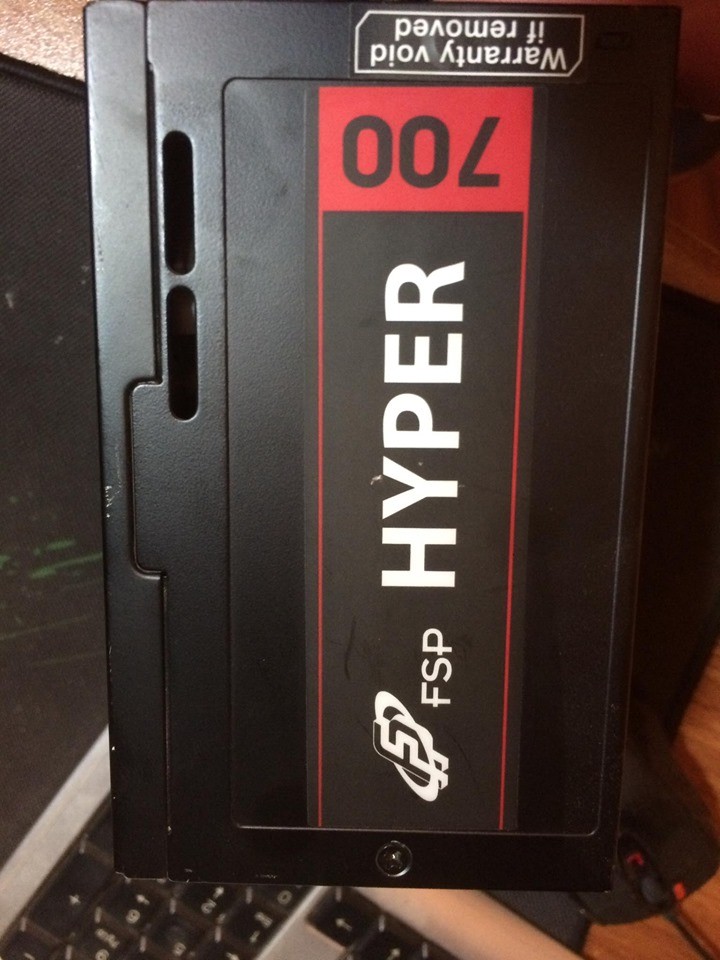 Warranty void
if removed
700
HYPER
FSP